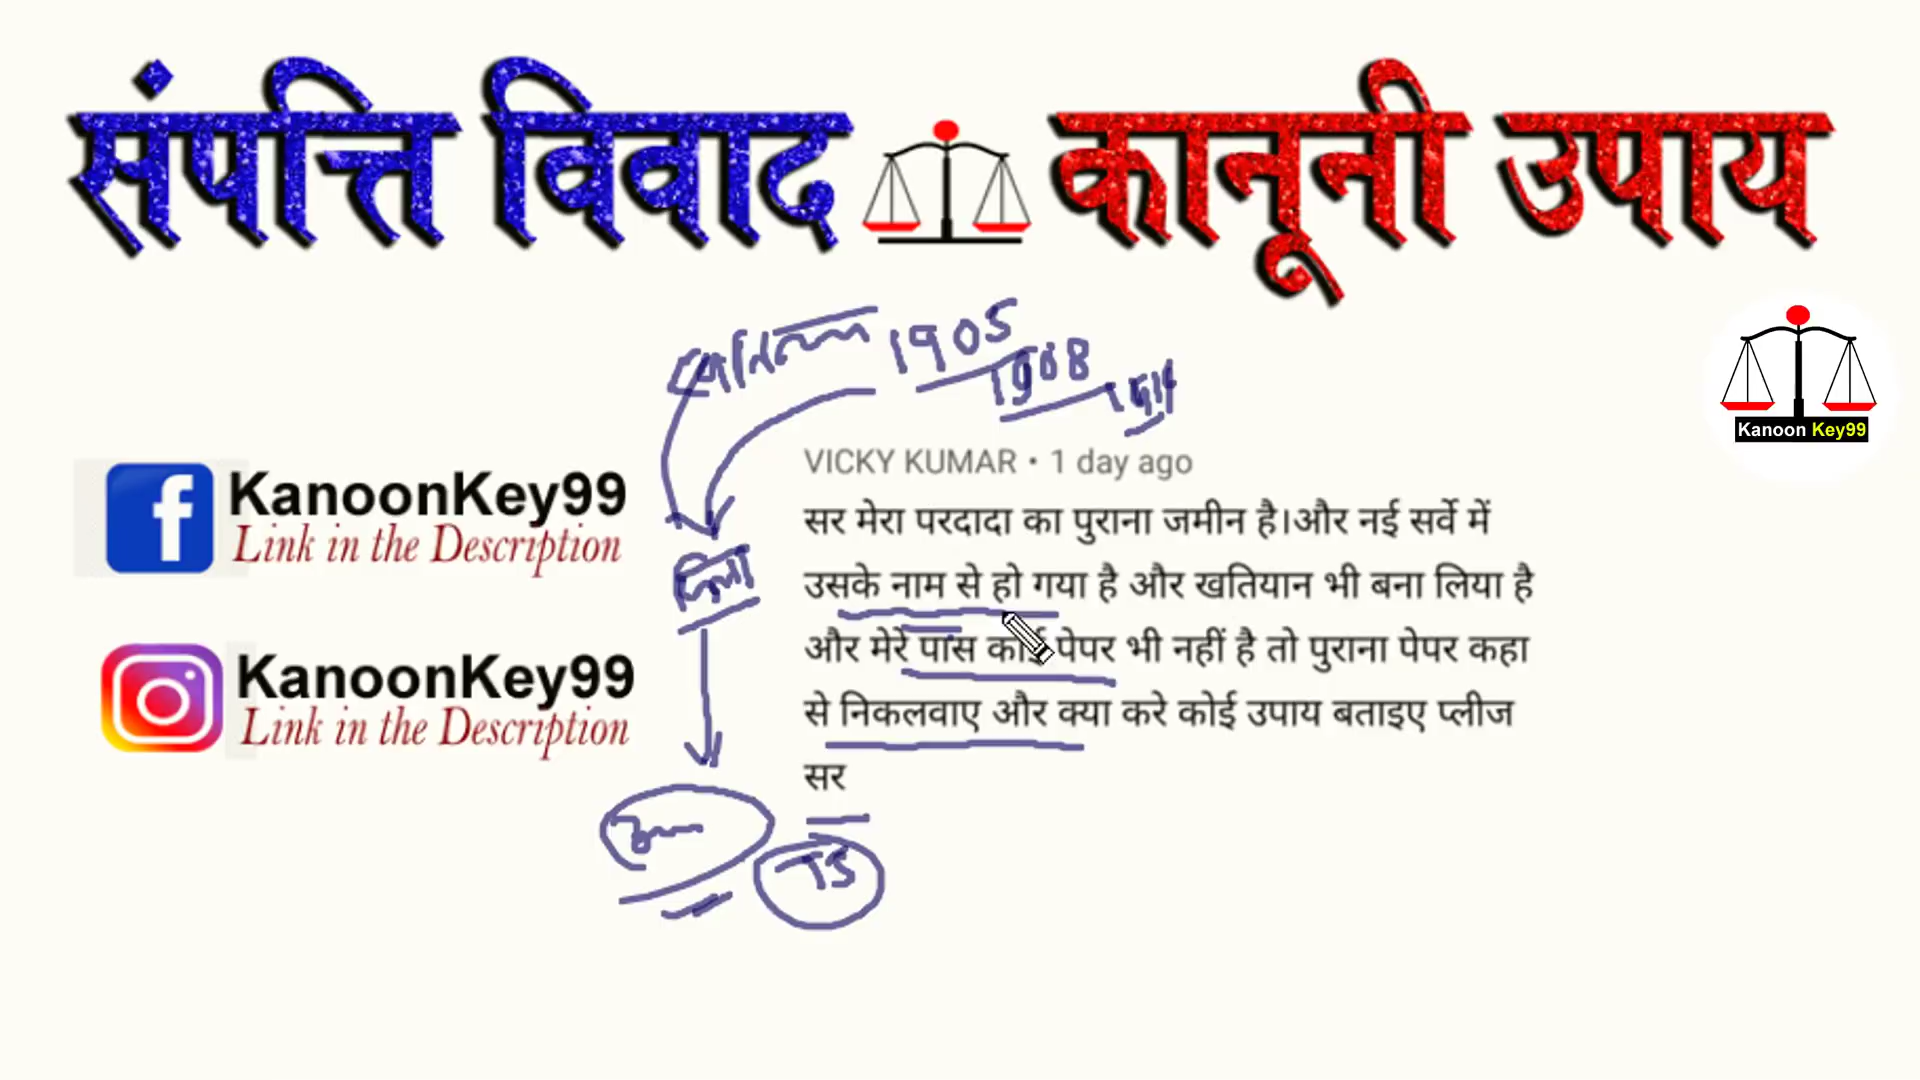 संपत्ति विवाद कानूनी उपाय
खतियान 1905
1908
1914
Kanoon Key99
VICKY KUMAR • 1 day ago
सर मेरा परदादा का पुराना जमीन है।और नई सर्वे में
उसके नाम से हो गया है और खतियान भी बना लिया है
और मेरे पास कोई पेपर भी नहीं है तो पुराना पेपर कहा
से निकलवाए और क्या करे कोई उपाय बताइए प्लीज
सर
KanoonKey99
Link in the Description
KanoonKey99
Link in the Description
जिला
TS